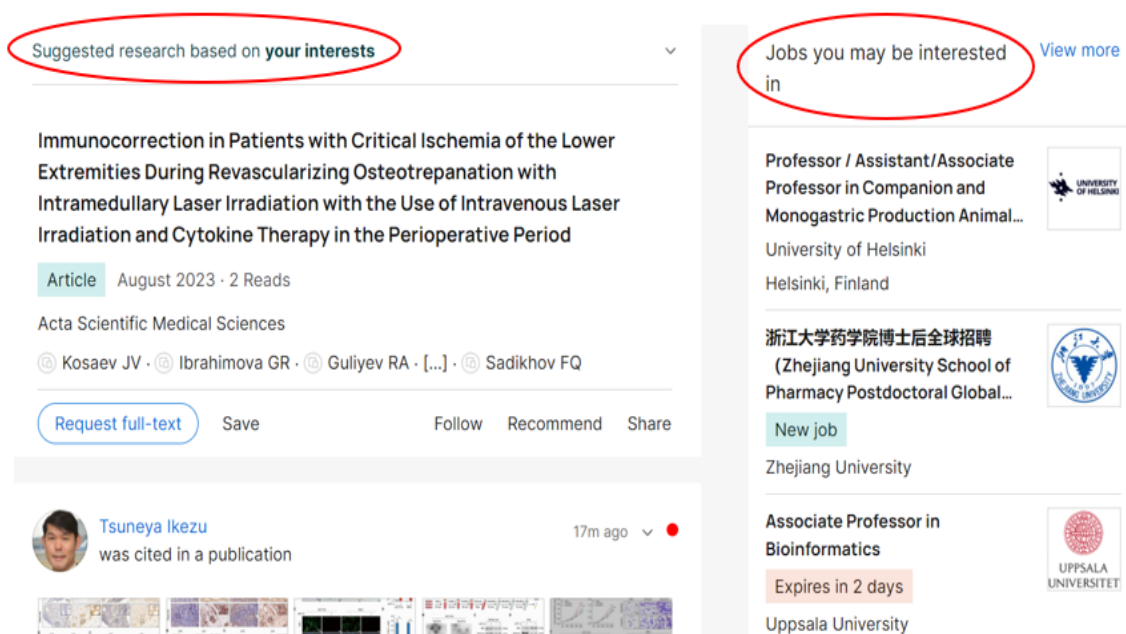 Suggested research based on your interests
Immunocorrection in Patients with Critical Ischemia of the Lower
Extremities During Revascularizing Osteotrepanation with
Intramedullary Laser Irradiation with the Use of Intravenous Laser
Irradiation and Cytokine Therapy in the Perioperative Period
Article August 2023 · 2 Reads
Acta Scientific Medical Sciences
Kosaev JV · Ibrahimova GR · Guliyev RA · [...] · Sadikhov FQ
Request full-text Save Follow Recommend Share
Tsuneya Ikezu
was cited in a publication
17m ago
Jobs you may be interested
in
View more
Professor / Assistant/Associate
Professor in Companion and
Monogastric Production Animal...
University of Helsinki
Helsinki, Finland
UNIVERSITY
OF HELSINKI
浙江大学药学院博士后全球招聘
（Zhejiang University School of
Pharmacy Postdoctoral Global...
New job
Zhejiang University
Associate Professor in
Bioinformatics
Expires in 2 days
Uppsala University
UPPSALA
UNIVERSITET